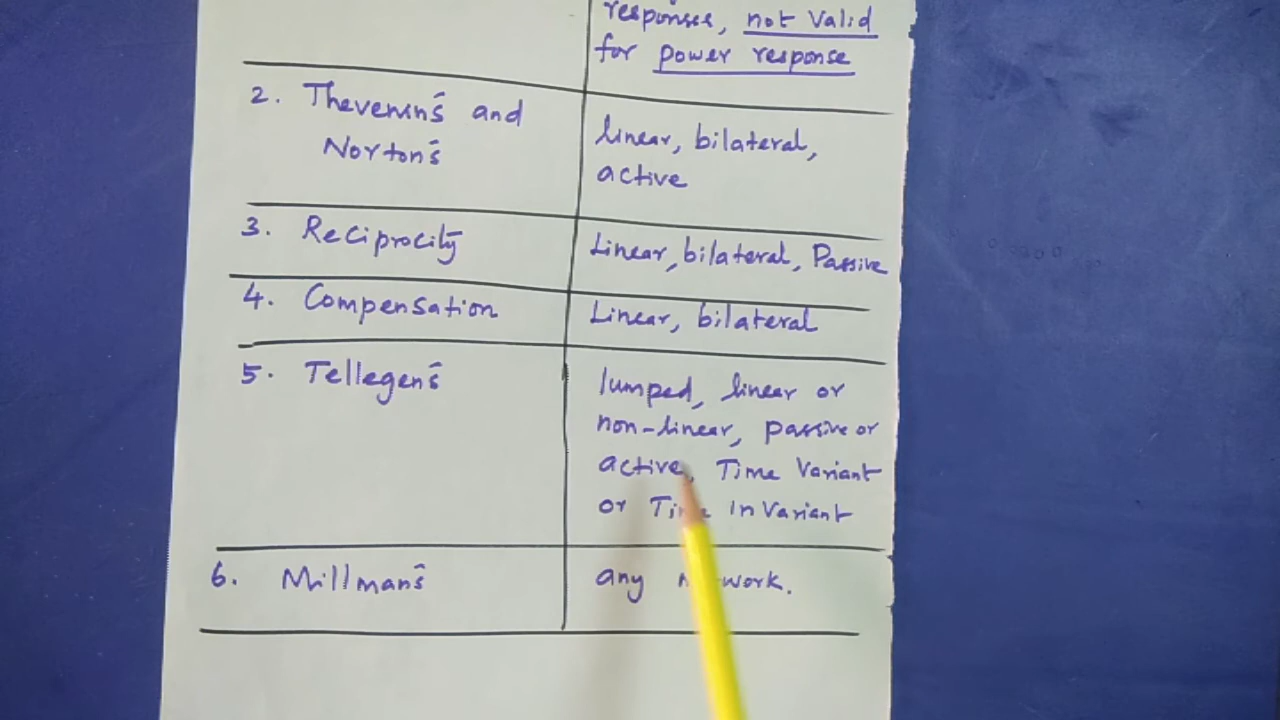 responses, not Valid
for power response
2. Thevenin's and
Norton's
linear, bilateral,
active
3. Reciprocity
Linear, bilateral, Passive
4. Compensation
Linear, bilateral
5. Tellegen's
lumped, linear or
non-linear, passive or
active, Time Variant
or Time InVariant
6. Millman's
any network.